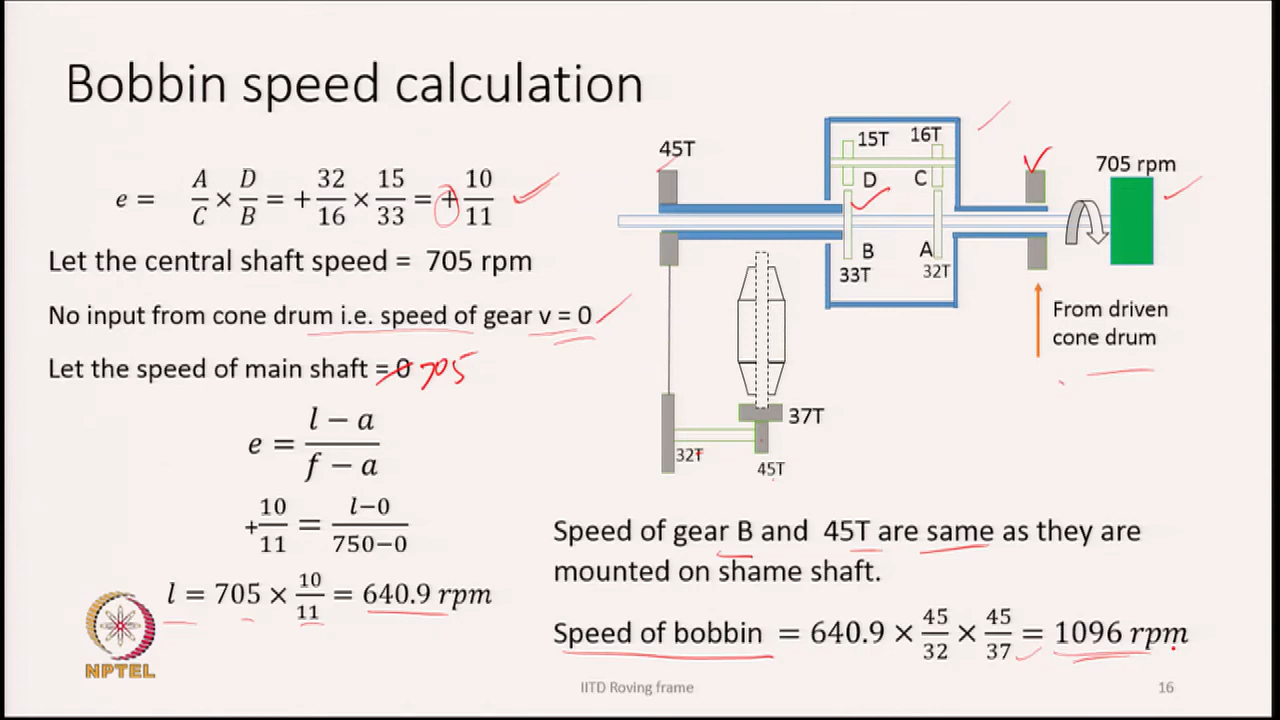 Bobbin speed calculation
e = A/C × D/B = + 32/16 × 15/33 = + 10/11
Let the central shaft speed = 705 rpm
No input from cone drum i.e. speed of gear v = 0
Let the speed of main shaft = 0 705
e = l − a / f − a
+10/11 = l−0 / 750−0
l = 705 × 10/11 = 640.9 rpm
NPTEL
45T
15T
16T
705 rpm
D
C
B
A
33T
32T
From driven
cone drum
37T
32T
45T
Speed of gear B and 45T are same as they are
mounted on shame shaft.
Speed of bobbin = 640.9 × 45/32 × 45/37 = 1096 rpm
IITD Roving frame
16